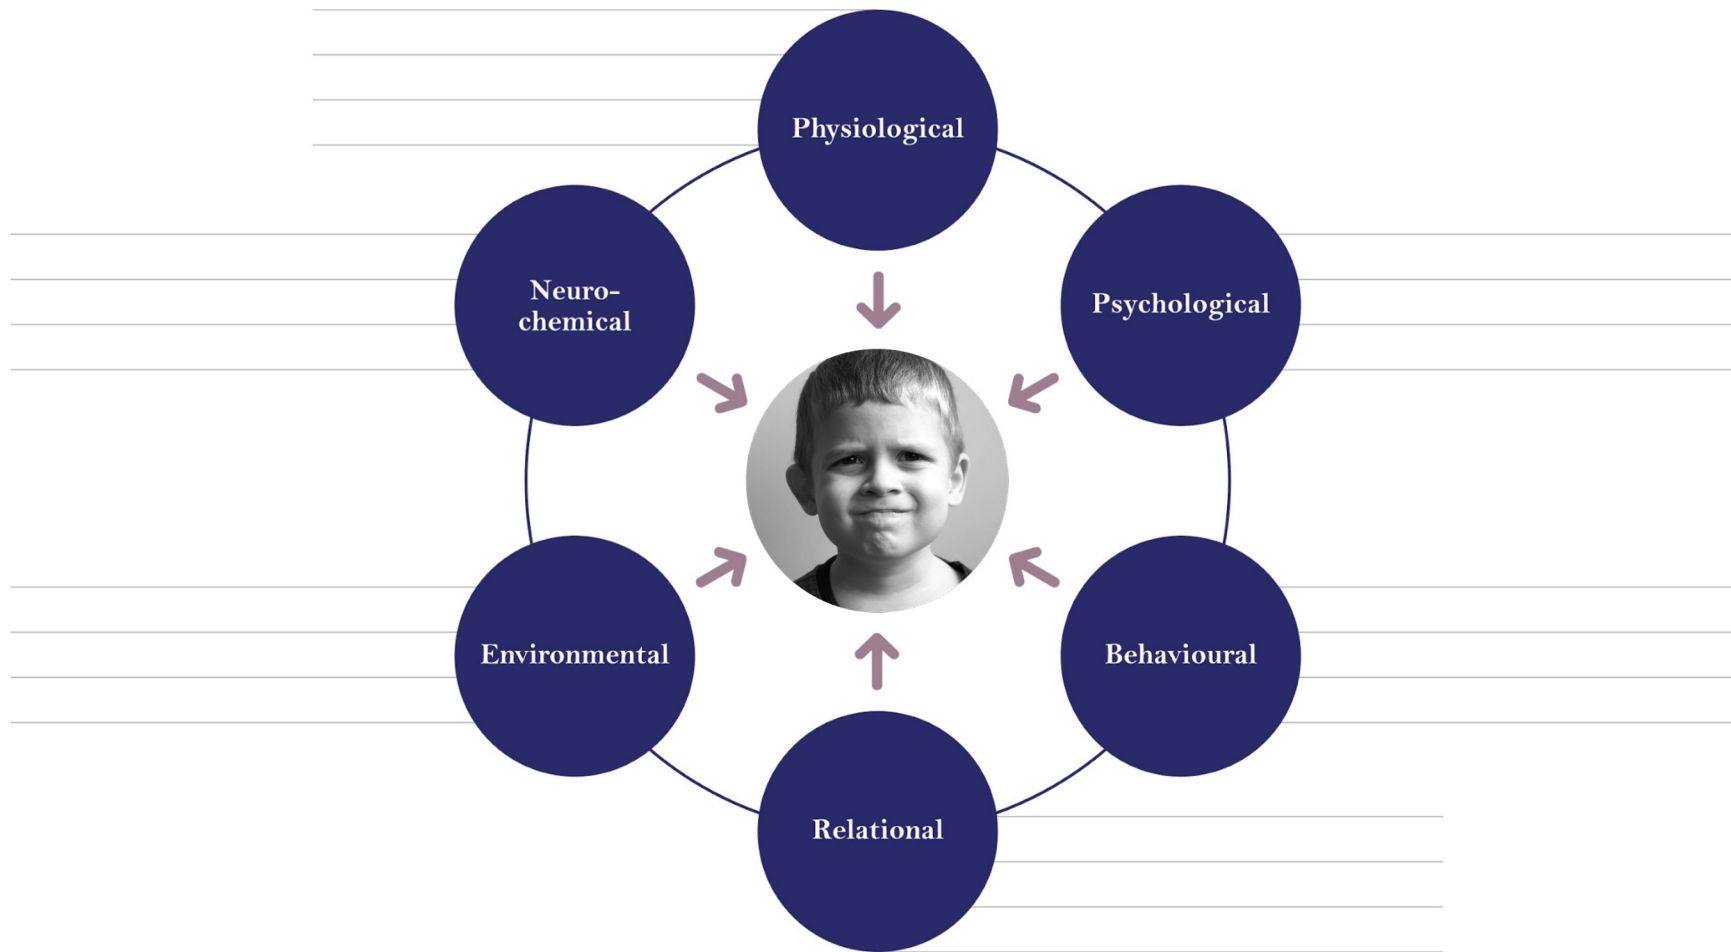 Physiological
Neuro-
chemical
Psychological
Environmental
Behavioural
Relational